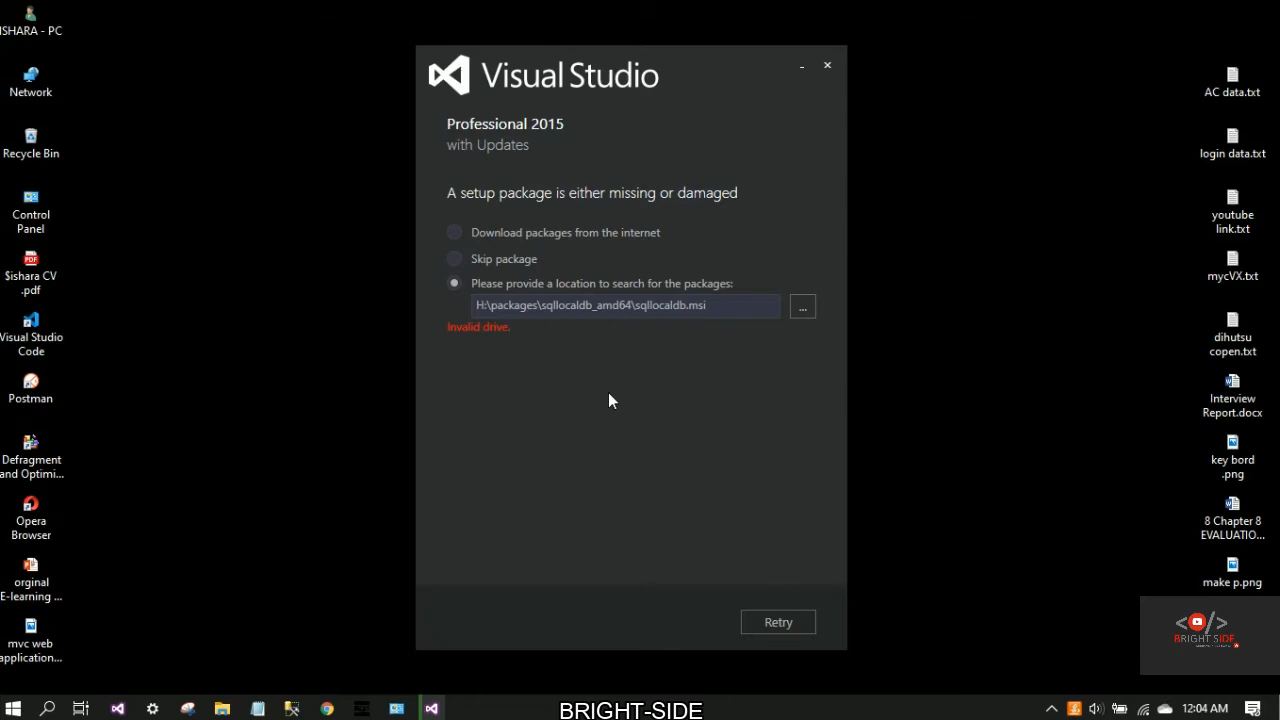 ISHARA - PC
Network
Recycle Bin
Control
Panel
$ishara CV
.pdf
Visual Studio
Code
Postman
Defragment
and Optimi...
Opera
Browser
orginal
E-learning ...
mvc web
application...
Visual Studio
Professional 2015
with Updates
A setup package is either missing or damaged
Download packages from the internet
Skip package
Please provide a location to search for the packages:
H:\packages\sqllocaldb_amd64\sqllocaldb.msi
...
Invalid drive.
Retry
AC data.txt
login data.txt
youtube
link.txt
mycVX.txt
dihutsu
copen.txt
Interview
Report.docx
key bord
.png
8 Chapter 8
EVALUATIO...
make p.png
BRIGHT SIDE
BRIGHT-SIDE
12:04 AM